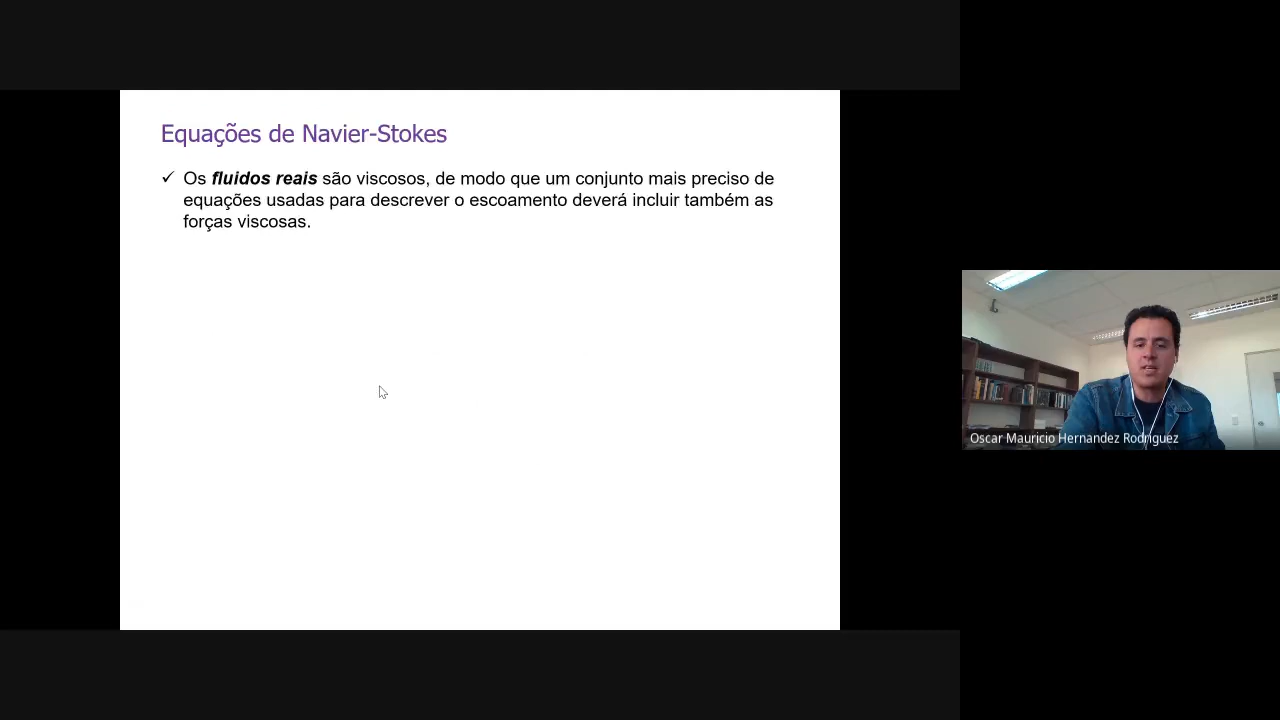 Equações de Navier-Stokes
✓ Os fluidos reais são viscosos, de modo que um conjunto mais preciso de
equações usadas para descrever o escoamento deverá incluir também as
forças viscosas.
Oscar Mauricio Hernandez Rodriguez